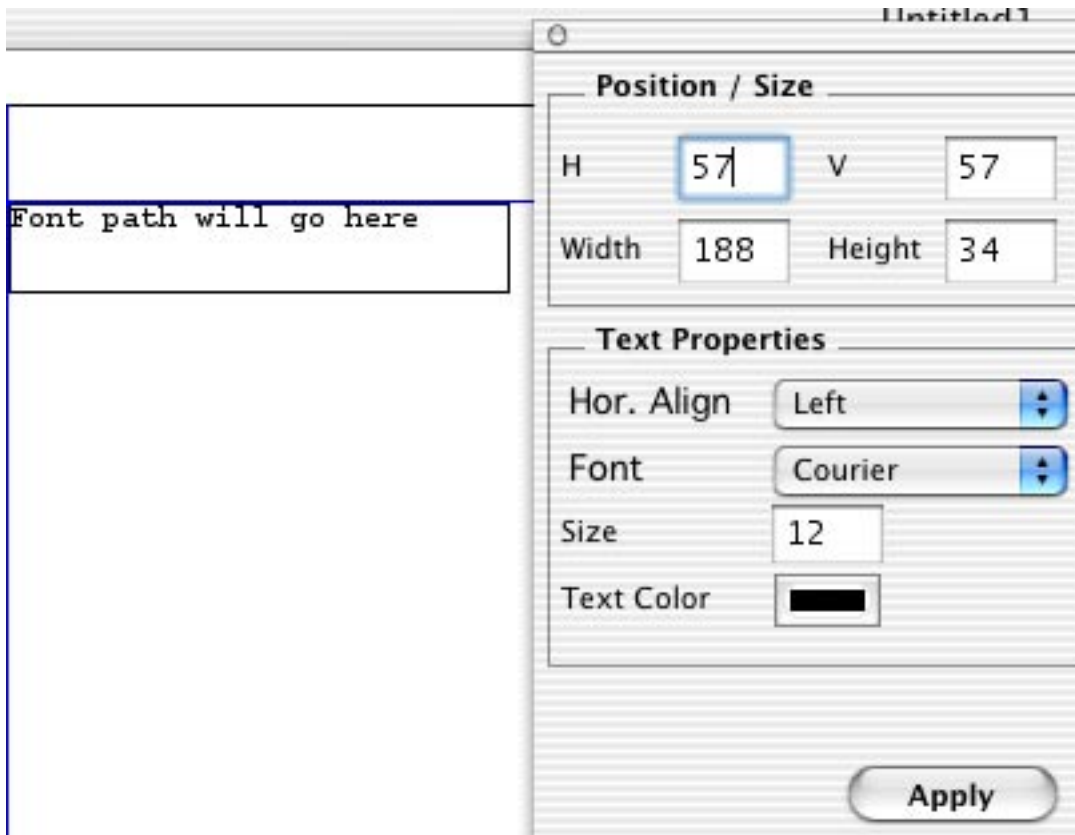 Untitled1
Position / Size
H 57 V 57
Font path will go here
Width 188 Height 34
Text Properties
Hor. Align Left
Font Courier
Size 12
Text Color
Apply